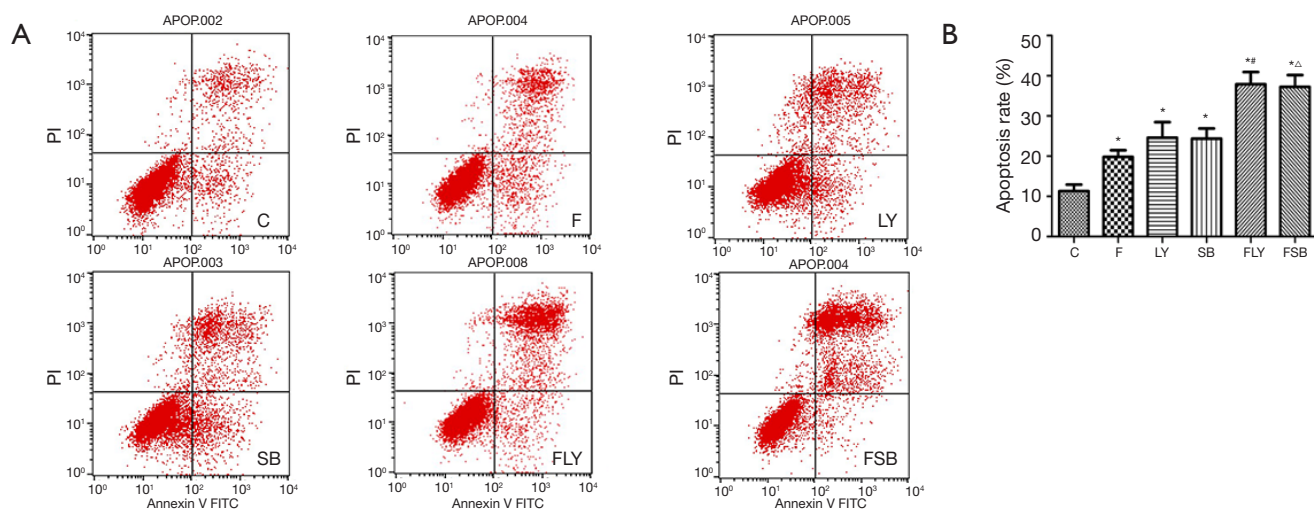 A
APOP.002
10⁴
10³
10²
10¹
10⁰
PI
C
10⁰ 10¹ 10² 10³ 10⁴
APOP.004
10⁴
10³
10²
10¹
10⁰
PI
F
10⁰ 10¹ 10² 10³ 10⁴
APOP.005
10⁴
10³
10²
10¹
10⁰
PI
LY
10⁰ 10¹ 10² 10³ 10⁴
APOP.003
10⁴
10³
10²
10¹
10⁰
PI
SB
10⁰ 10¹ 10² 10³ 10⁴
Annexin V FITC
APOP.008
10⁴
10³
10²
10¹
10⁰
PI
FLY
10⁰ 10¹ 10² 10³ 10⁴
Annexin V FITC
APOP.004
10⁴
10³
10²
10¹
10⁰
PI
FSB
10⁰ 10¹ 10² 10³ 10⁴
Annexin V FITC
B
Apoptosis rate (%)
50
40
30
20
10
0
* * * *# *△
C F LY SB FLY FSB